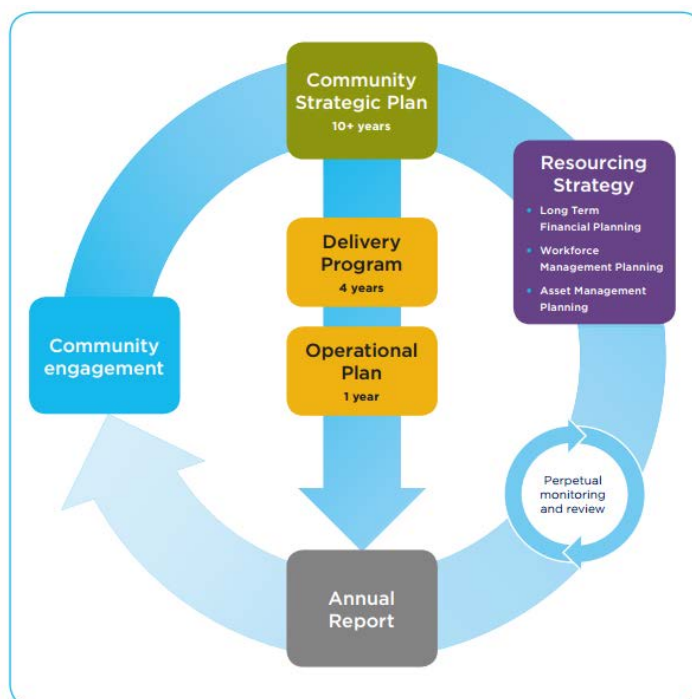 Community
Strategic Plan
10+ years
Resourcing
Strategy
• Long Term
Financial Planning
• Workforce
Management Planning
• Asset Management
Planning
Delivery
Program
4 years
Community
engagement
Operational
Plan
1 year
Perpetual
monitoring
and review
Annual
Report